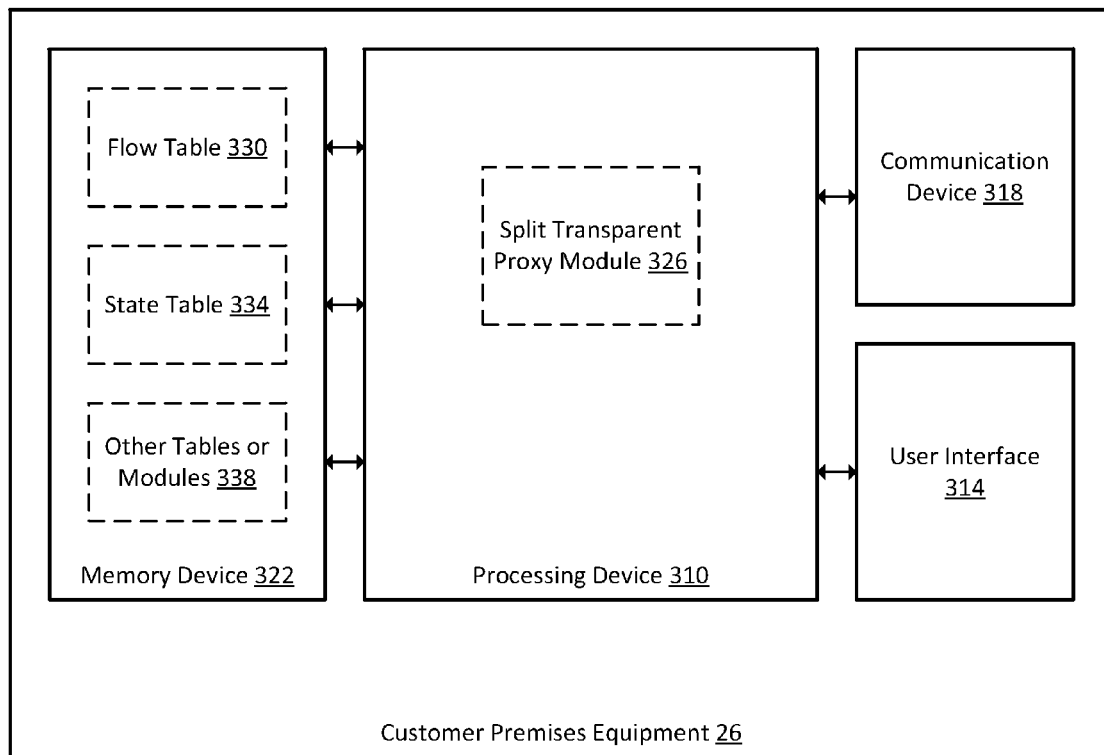 Flow Table 330
State Table 334
Other Tables or
Modules 338
Memory Device 322
Split Transparent
Proxy Module 326
Processing Device 310
Communication
Device 318
User Interface
314
Customer Premises Equipment 26